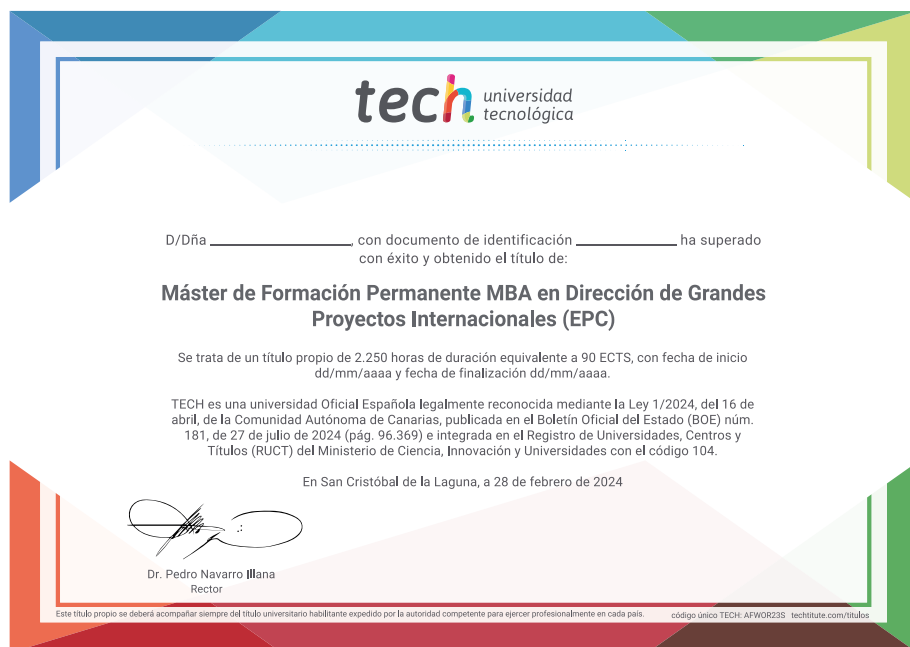 tech universidad
tecnológica
D/Dña ______________, con documento de identificación __________ ha superado
con éxito y obtenido el título de:
Máster de Formación Permanente MBA en Dirección de Grandes
Proyectos Internacionales (EPC)
Se trata de un título propio de 2.250 horas de duración equivalente a 90 ECTS, con fecha de inicio
dd/mm/aaaa y fecha de finalización dd/mm/aaaa.
TECH es una universidad Oficial Española legalmente reconocida mediante la Ley 1/2024, del 16 de
abril, de la Comunidad Autónoma de Canarias, publicada en el Boletín Oficial del Estado (BOE) núm.
181, de 27 de julio de 2024 (pág. 96.369) e integrada en el Registro de Universidades, Centros y
Títulos (RUCT) del Ministerio de Ciencia, Innovación y Universidades con el código 104.
En San Cristóbal de la Laguna, a 28 de febrero de 2024
Dr. Pedro Navarro Illana
Rector
Este título propio se deberá acompañar siempre del título universitario habilitante expedido por la autoridad competente para ejercer profesionalmente en cada país. código único TECH: AFWOR23S techtitute.com/titulos